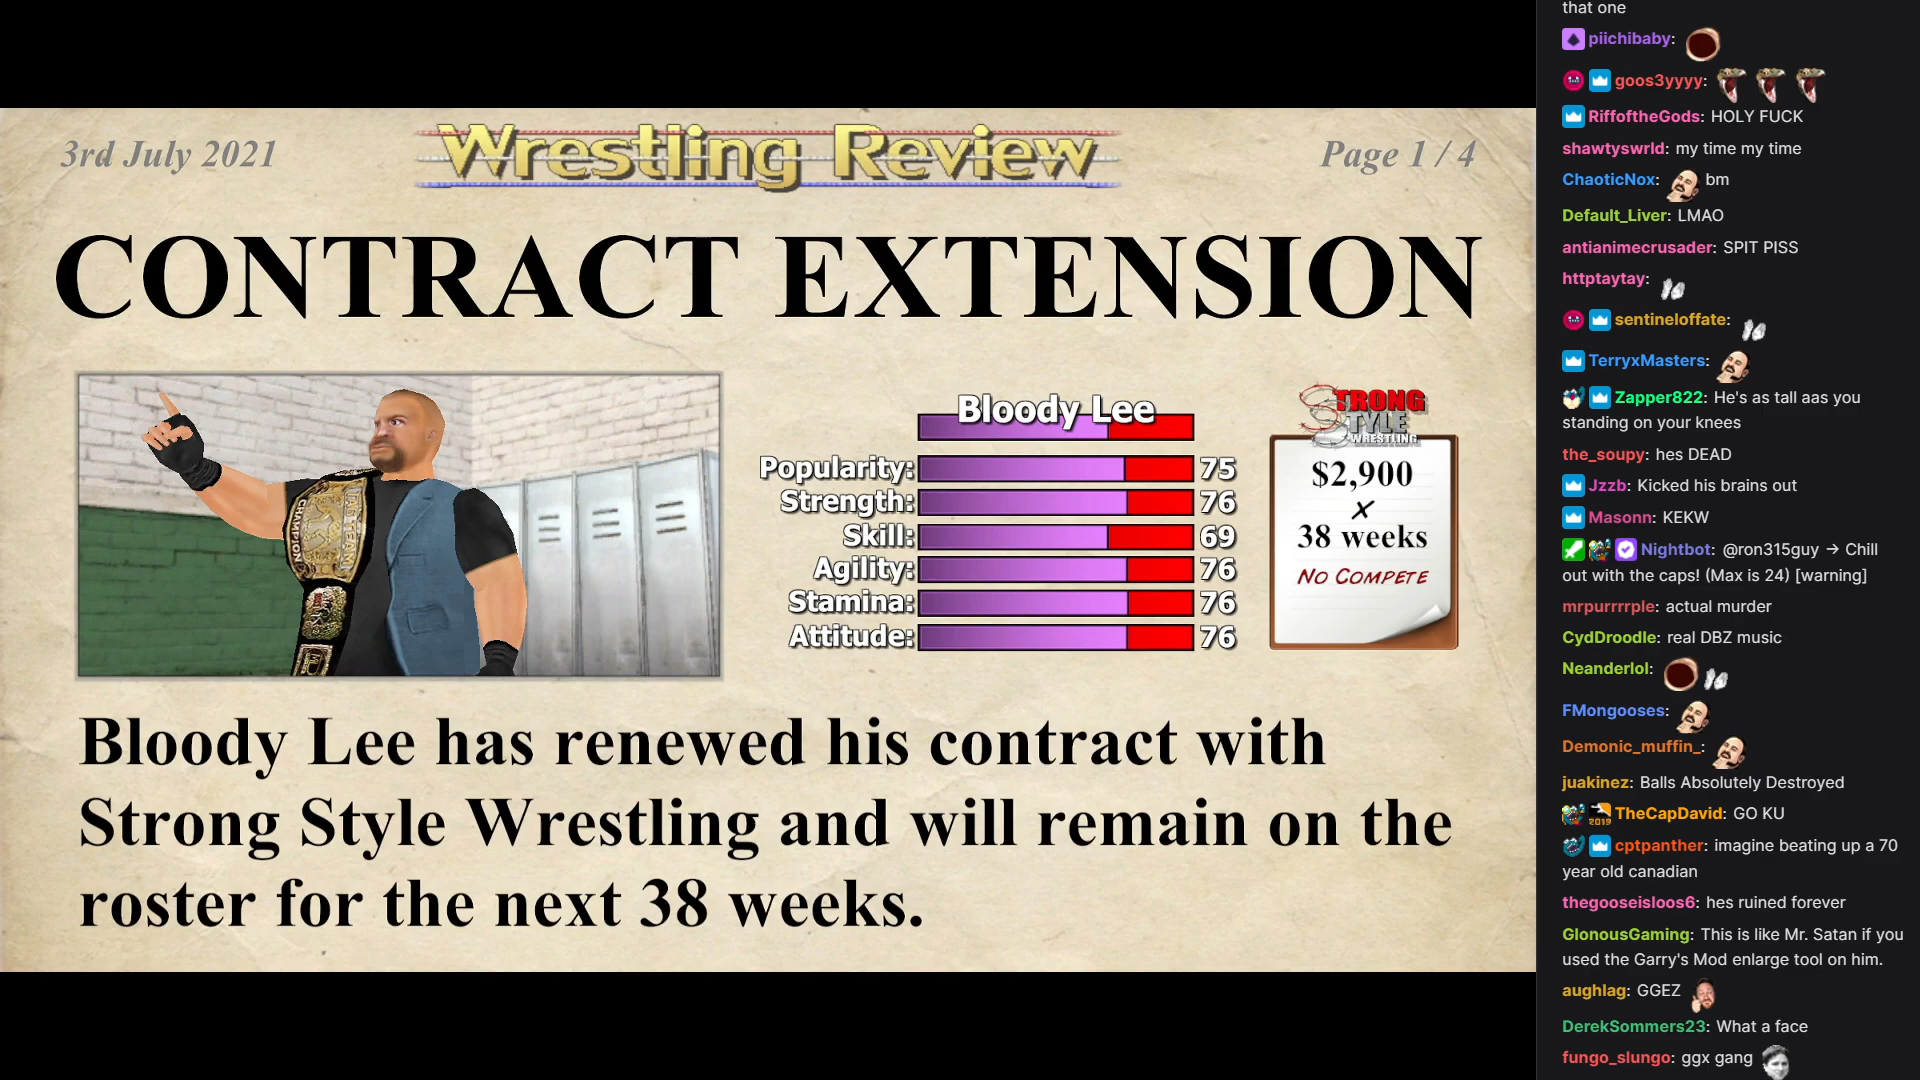 3rd July 2021
Wrestling Review
Page 1 / 4
CONTRACT EXTENSION
TAG TEAM
CHAMPION
Bloody Lee
Popularity: 75
Strength: 76
Skill: 69
Agility: 76
Stamina: 76
Attitude: 76
STRONG
STYLE
WRESTLING
$2,900
×
38 weeks
No Compete
Bloody Lee has renewed his contract with
Strong Style Wrestling and will remain on the
roster for the next 38 weeks.
that one
piichibaby:
goos3yyyy:
RiffoftheGods: HOLY FUCK
shawtyswrld: my time my time
ChaoticNox: bm
Default_Liver: LMAO
antianimecrusader: SPIT PISS
httptaytay:
sentineloffate:
TerryxMasters:
Zapper822: He's as tall aas you
standing on your knees
the_soupy: hes DEAD
Jzzb: Kicked his brains out
Masonn: KEKW
Nightbot: @ron315guy → Chill
out with the caps! (Max is 24) [warning]
mrpurrrrple: actual murder
CydDroodle: real DBZ music
Neanderlol:
FMongooses:
Demonic_muffin_:
juakinez: Balls Absolutely Destroyed
2019 TheCapDavid: GO KU
cptpanther: imagine beating up a 70
year old canadian
thegooseisloos6: hes ruined forever
GlonousGaming: This is like Mr. Satan if you
used the Garry's Mod enlarge tool on him.
aughlag: GGEZ
DerekSommers23: What a face
fungo_slungo: ggx gang